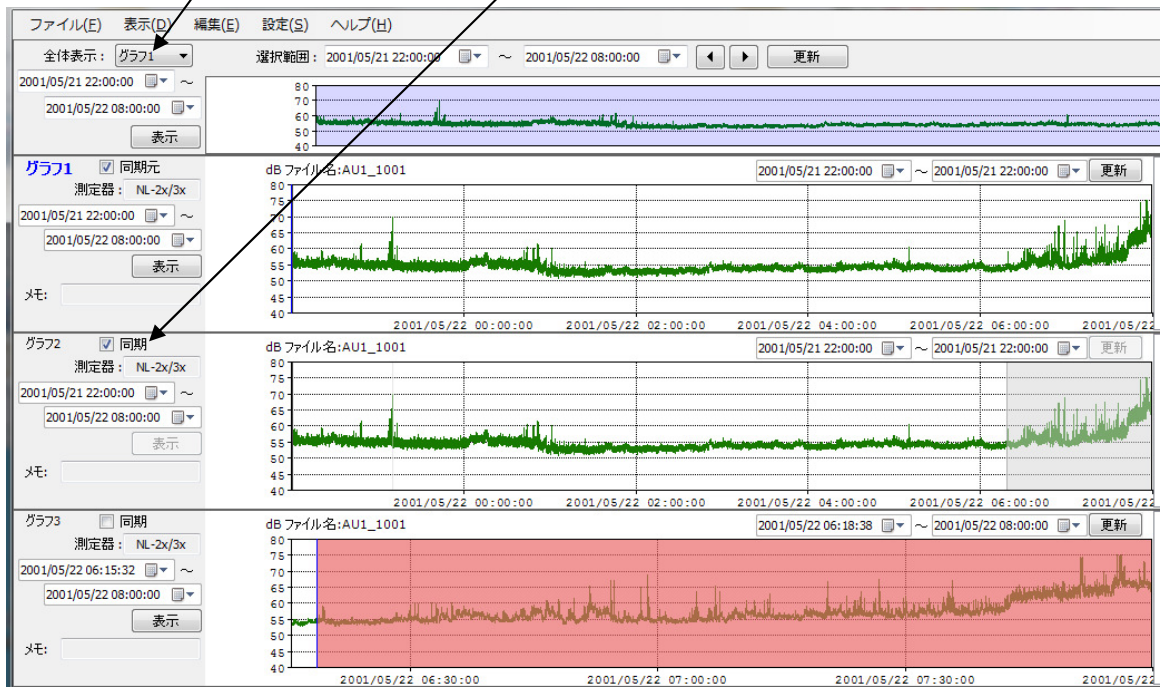 ファイル(F) 表示(D) 編集(E) 設定(S) ヘルプ(H)
全体表示： グラフ1 選択範囲： 2001/05/21 22:00:00 ～ 2001/05/22 08:00:00 更新
2001/05/21 22:00:00 ～
2001/05/22 08:00:00
表示
80
70
60
50
40
グラフ1 同期元
測定器： NL-2x/3x
2001/05/21 22:00:00 ～
2001/05/22 08:00:00
表示
メモ:
dB ファイル名:AU1_1001 2001/05/21 22:00:00 ～ 2001/05/21 22:00:00 更新
80
75
70
65
60
55
50
45
40
2001/05/22 00:00:00 2001/05/22 02:00:00 2001/05/22 04:00:00 2001/05/22 06:00:00 2001/05/22
グラフ2 同期
測定器： NL-2x/3x
2001/05/21 22:00:00 ～
2001/05/22 08:00:00
表示
メモ:
dB ファイル名:AU1_1001 2001/05/21 22:00:00 ～ 2001/05/21 22:00:00 更新
80
75
70
65
60
55
50
45
40
2001/05/22 00:00:00 2001/05/22 02:00:00 2001/05/22 04:00:00 2001/05/22 06:00:00 2001/05/22
グラフ3 同期
測定器： NL-2x/3x
2001/05/22 06:15:32 ～
2001/05/22 08:00:00
表示
メモ:
dB ファイル名:AU1_1001 2001/05/22 06:18:38 ～ 2001/05/22 08:00:00 更新
80
75
70
65
60
55
50
45
40
2001/05/22 06:30:00 2001/05/22 07:00:00 2001/05/22 07:30:00 2001/05/22